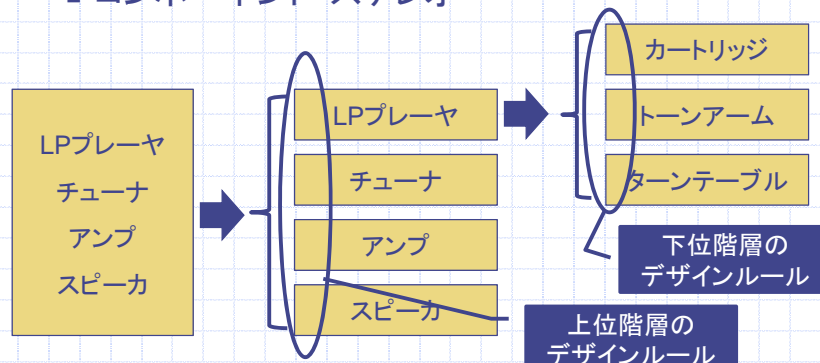 LPプレーヤ
チューナ
アンプ
スピーカ
LPプレーヤ
チューナ
アンプ
スピーカ
カートリッジ
トーンアーム
ターンテーブル
下位階層の
デザインルール
上位階層の
デザインルール